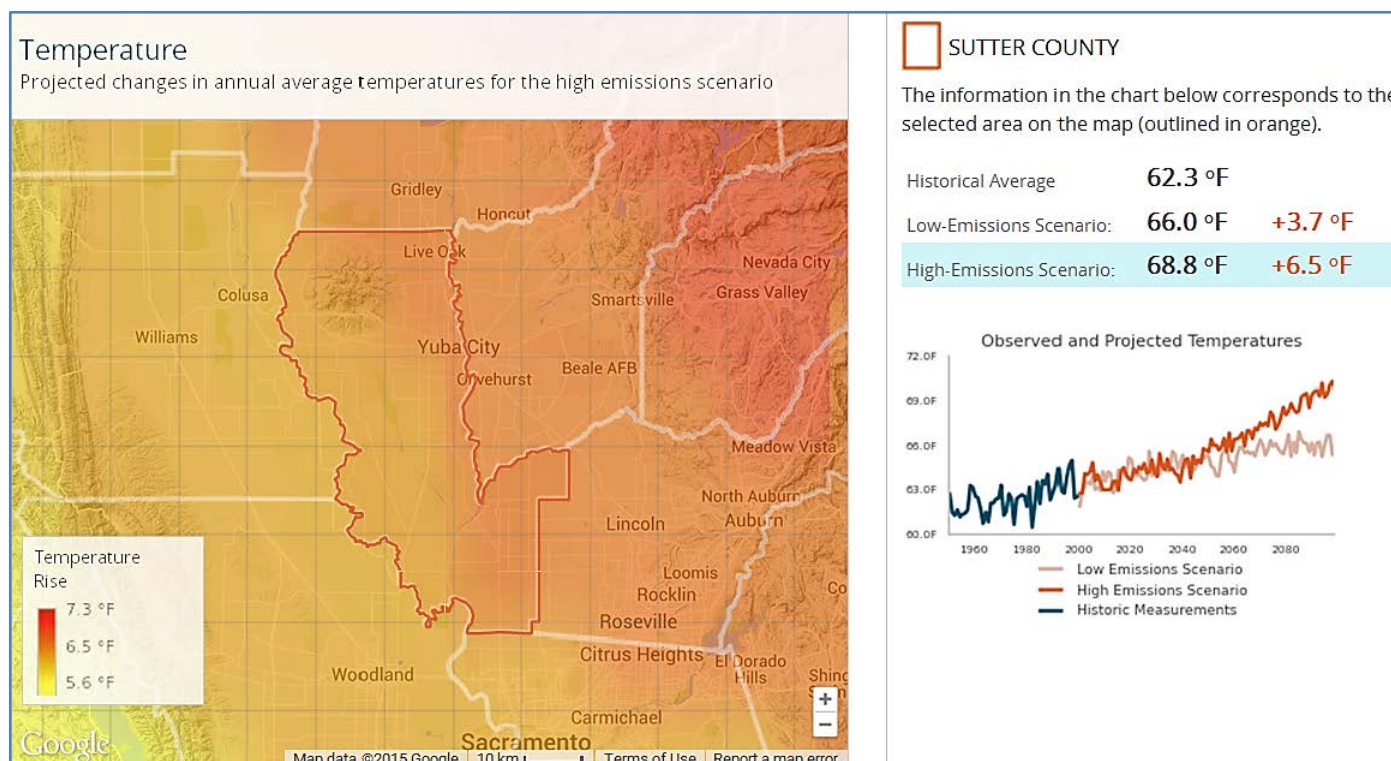 Temperature
Projected changes in annual average temperatures for the high emissions scenario
Gridley
Honcut
Live Oak
Nevada City
Colusa
Smartsville
Grass Valley
Williams
Yuba City
Beale AFB
Olivehurst
Meadow Vista
North Auburn
Auburn
Lincoln
Loomis
Rocklin
Roseville
Citrus Heights
El Dorado
Hills
Woodland
Carmichael
Sacramento
Temperature
Rise
7.3 °F
6.5 °F
5.6 °F
+
−
Google
Map data ©2015 Google
10 km
Terms of Use
Report a map error
SUTTER COUNTY
The information in the chart below corresponds to the
selected area on the map (outlined in orange).
Historical Average 62.3 °F
Low-Emissions Scenario: 66.0 °F +3.7 °F
High-Emissions Scenario: 68.8 °F +6.5 °F
Observed and Projected Temperatures
72.0F
69.0F
66.0F
63.0F
60.0F
1960 1980 2000 2020 2040 2060 2080
Low Emissions Scenario
High Emissions Scenario
Historic Measurements